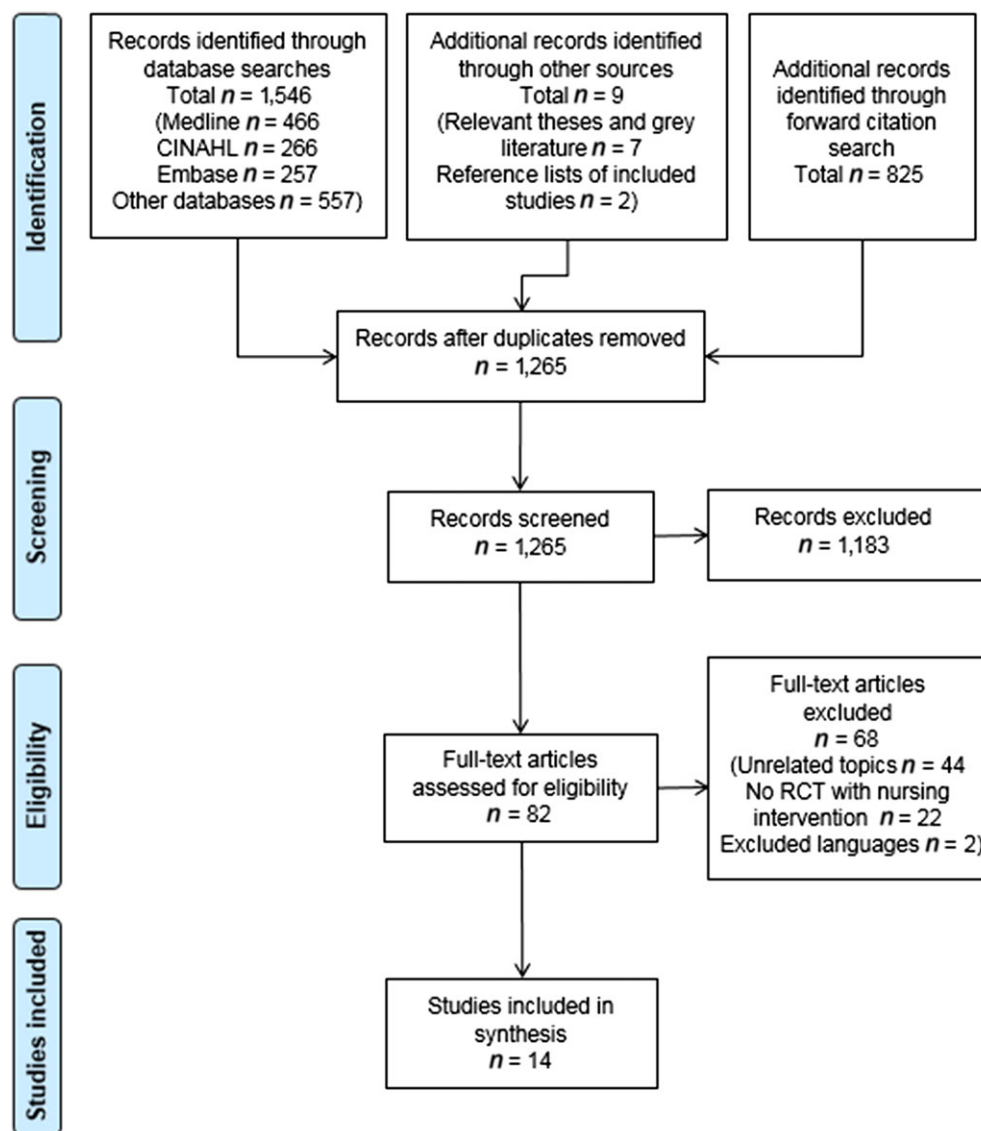 Identification
Records identified through
database searches
Total n = 1,546
(Medline n = 466
CINAHL n = 266
Embase n = 257
Other databases n = 557)
Additional records identified
through other sources
Total n = 9
(Relevant theses and grey
literature n = 7
Reference lists of included
studies n = 2)
Additional records
identified through
forward citation
search
Total n = 825
Records after duplicates removed
n = 1,265
Screening
Records screened
n = 1,265
Records excluded
n = 1,183
Eligibility
Full-text articles
assessed for eligibility
n = 82
Full-text articles
excluded
n = 68
(Unrelated topics n = 44
No RCT with nursing
intervention n = 22
Excluded languages n = 2)
Studies included
Studies included in
synthesis
n = 14